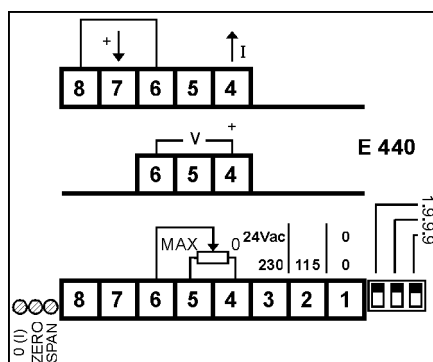 + I
8 7 6 5 4
V +
6 5 4
E 440
1.9.9.9
MAX 0 24Vac 0
230 115 0
8 7 6 5 4 3 2 1
0 (I)
ZERO
SPAN